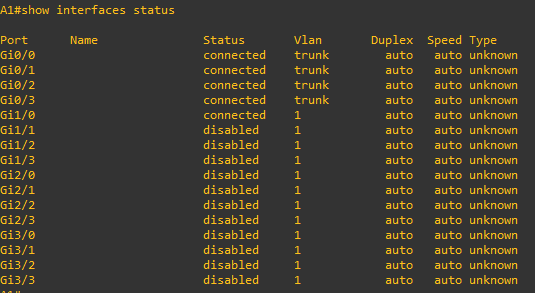 A1#show interfaces status
Port Name Status Vlan Duplex Speed Type
Gi0/0 connected trunk auto auto unknown
Gi0/1 connected trunk auto auto unknown
Gi0/2 connected trunk auto auto unknown
Gi0/3 connected trunk auto auto unknown
Gi1/0 connected 1 auto auto unknown
Gi1/1 disabled 1 auto auto unknown
Gi1/2 disabled 1 auto auto unknown
Gi1/3 disabled 1 auto auto unknown
Gi2/0 disabled 1 auto auto unknown
Gi2/1 disabled 1 auto auto unknown
Gi2/2 disabled 1 auto auto unknown
Gi2/3 disabled 1 auto auto unknown
Gi3/0 disabled 1 auto auto unknown
Gi3/1 disabled 1 auto auto unknown
Gi3/2 disabled 1 auto auto unknown
Gi3/3 disabled 1 auto auto unknown